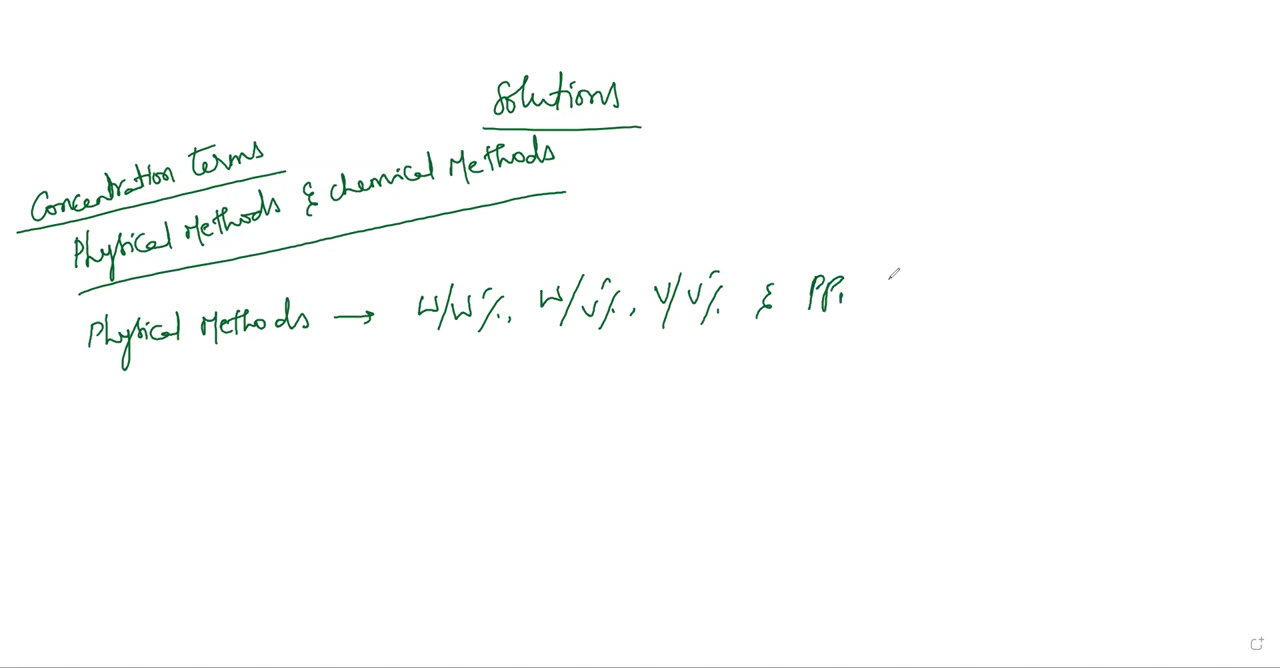 Solutions
Concentration terms
Physical Methods & chemical Methods
Physical Methods → W/W%, W/V%, V/V% & PP